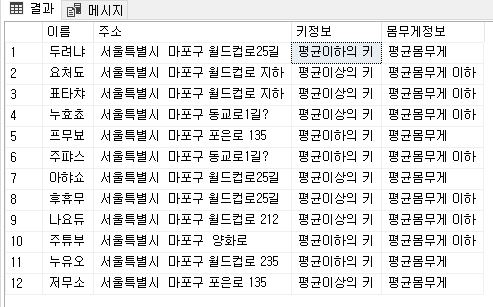 결과 메시지
이름 주소 키정보 몸무게정보
1 두려냐 서울특별시 마포구 월드컵로25길 평균이하의 키 평균몸무게
2 요처됴 서울특별시 마포구 월드컵로 지하 평균이상의 키 평균몸무게 이하
3 표타챠 서울특별시 마포구 월드컵로 지하 평균이상의 키 평균몸무게 이하
4 누효쵸 서울특별시 마포구 동교로1길? 평균이상의 키 평균몸무게 이하
5 프무뵤 서울특별시 마포구 포은로 135 평균이하의 키 평균몸무게
6 주퍄스 서울특별시 마포구 동교로1길? 평균이상의 키 평균몸무게 이하
7 아햐쇼 서울특별시 마포구 월드컵로25길 평균이상의 키 평균몸무게
8 후휴무 서울특별시 마포구 월드컵로25길 평균이상의 키 평균몸무게 이하
9 나요듀 서울특별시 마포구 월드컵로 212 평균이상의 키 평균몸무게 이하
10 주튜부 서울특별시 마포구 양화로 평균이하의 키 평균몸무게 이하
11 누유오 서울특별시 마포구 월드컵로 235 평균이상의 키 평균몸무게
12 저무소 서울특별시 마포구 포은로 135 평균이상의 키 평균몸무게